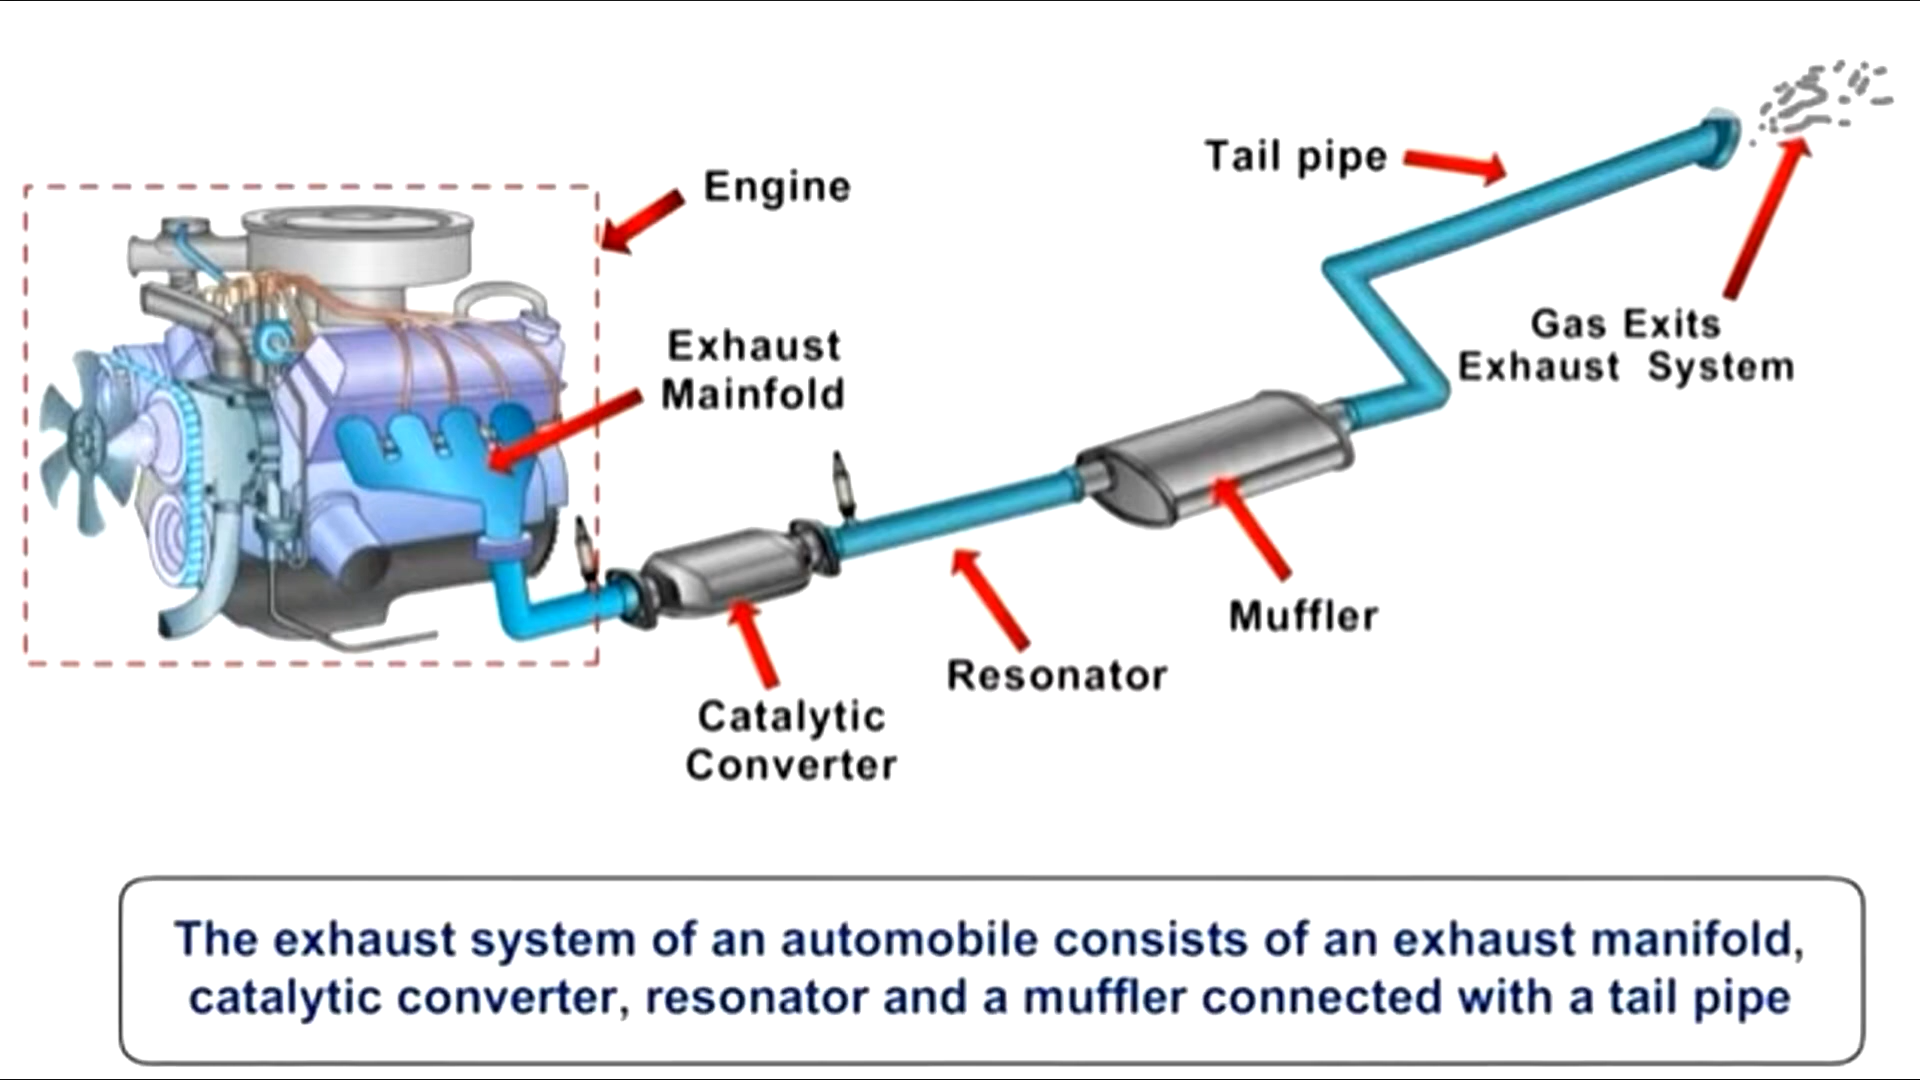 Engine
Exhaust
Mainfold
Tail pipe
Gas Exits
Exhaust System
Muffler
Resonator
Catalytic
Converter
The exhaust system of an automobile consists of an exhaust manifold,
catalytic converter, resonator and a muffler connected with a tail pipe